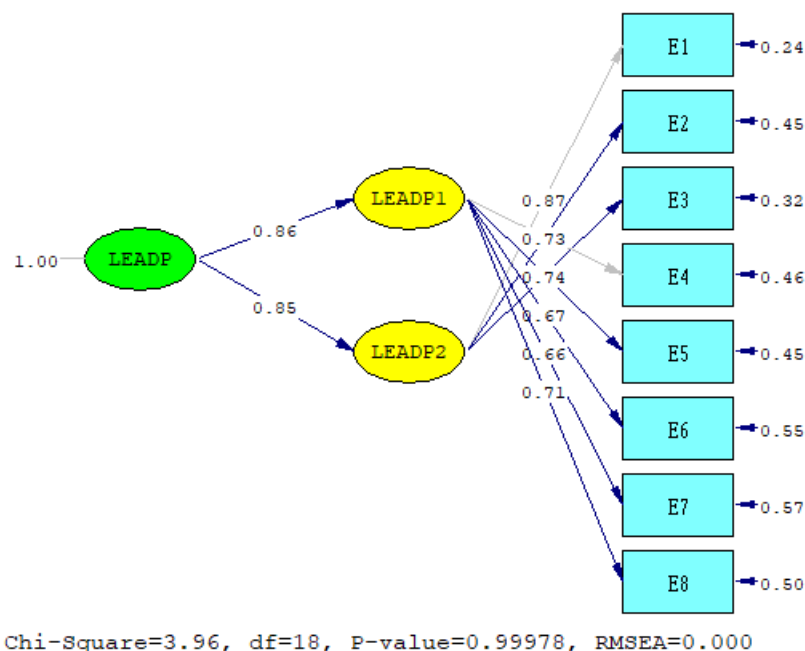 E1
0.24
E2
0.45
E3
0.32
LEADP1
0.87
0.86
0.73
1.00
LEADP
0.74
E4
0.46
0.85
0.67
LEADP2
0.66
E5
0.45
0.71
E6
0.55
E7
0.57
E8
0.50
Chi-Square=3.96, df=18, P-value=0.99978, RMSEA=0.000